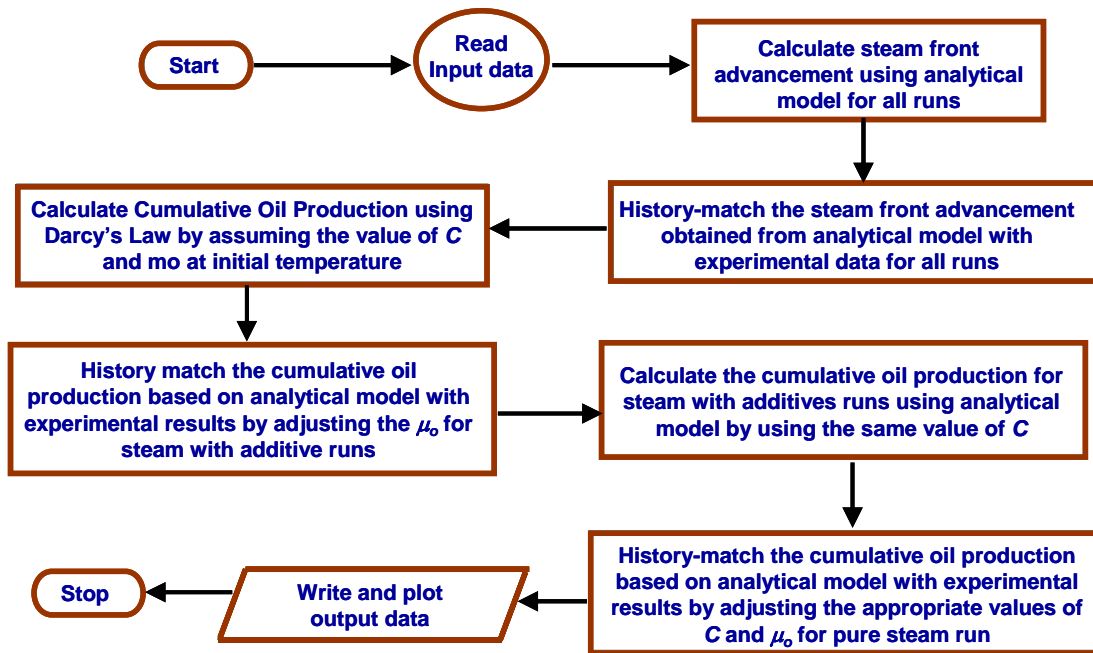 Start
Read
Input data
Calculate steam front
advancement using analytical
model for all runs
History-match the steam front advancement
obtained from analytical model with
experimental data for all runs
Calculate Cumulative Oil Production using
Darcy's Law by assuming the value of C
and mo at initial temperature
History match the cumulative oil
production based on analytical model with
experimental results by adjusting the μo for
steam with additive runs
Calculate the cumulative oil production for
steam with additives runs using analytical
model by using the same value of C
History-match the cumulative oil production
based on analytical model with experimental
results by adjusting the appropriate values of
C and μo for pure steam run
Write and plot
output data
Stop